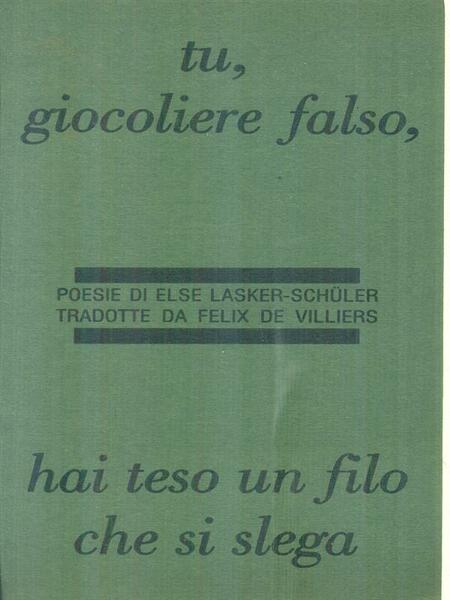 tu,
giocoliere falso,
POESIE DI ELSE LASKER-SCHÜLER
TRADOTTE DA FELIX DE VILLIERS
hai teso un filo
che si slega